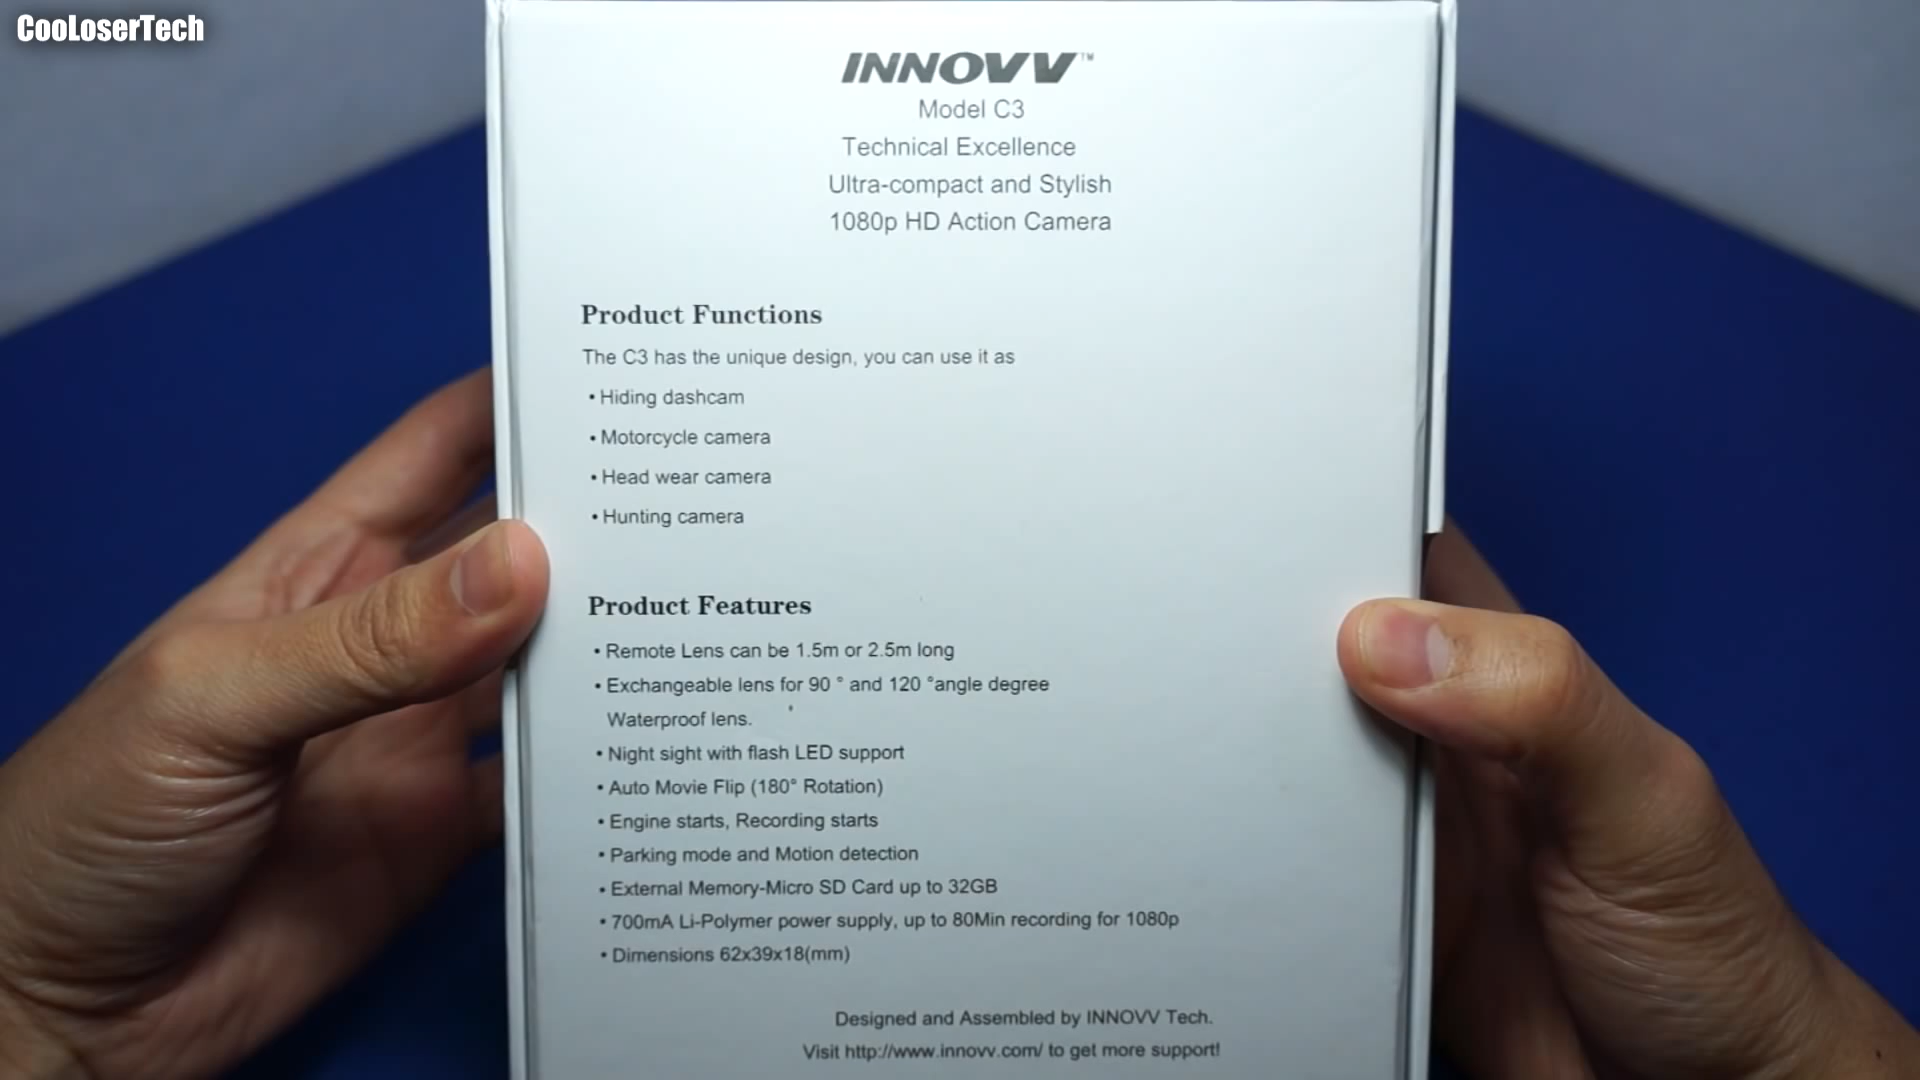 CooLoserTech
INNOVV™
Model C3
Technical Excellence
Ultra-compact and Stylish
1080p HD Action Camera
Product Functions
The C3 has the unique design, you can use it as
• Hiding dashcam
• Motorcycle camera
• Head wear camera
• Hunting camera
Product Features
• Remote Lens can be 1.5m or 2.5m long
• Exchangeable lens for 90 ° and 120 °angle degree
Waterproof lens.
• Night sight with flash LED support
• Auto Movie Flip (180° Rotation)
• Engine starts, Recording starts
• Parking mode and Motion detection
• External Memory-Micro SD Card up to 32GB
• 700mA Li-Polymer power supply, up to 80Min recording for 1080p
• Dimensions 62x39x18(mm)
Designed and Assembled by INNOVV Tech.
Visit http://www.innovv.com/ to get more support!